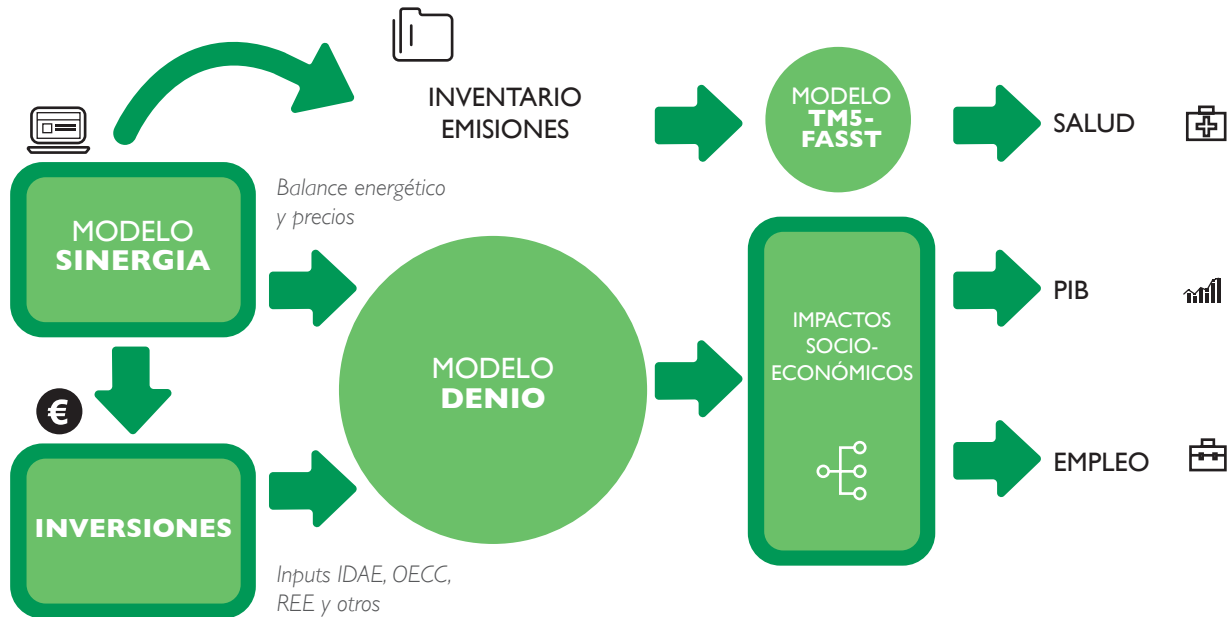 INVENTARIO
EMISIONES
MODELO
TM5-
FASST
SALUD
Balance energético
y precios
MODELO
SINERGIA
MODELO
DENIO
IMPACTOS
SOCIO-
ECONÓMICOS
PIB
EMPLEO
€
INVERSIONES
Inputs IDAE, OECC,
REE y otros